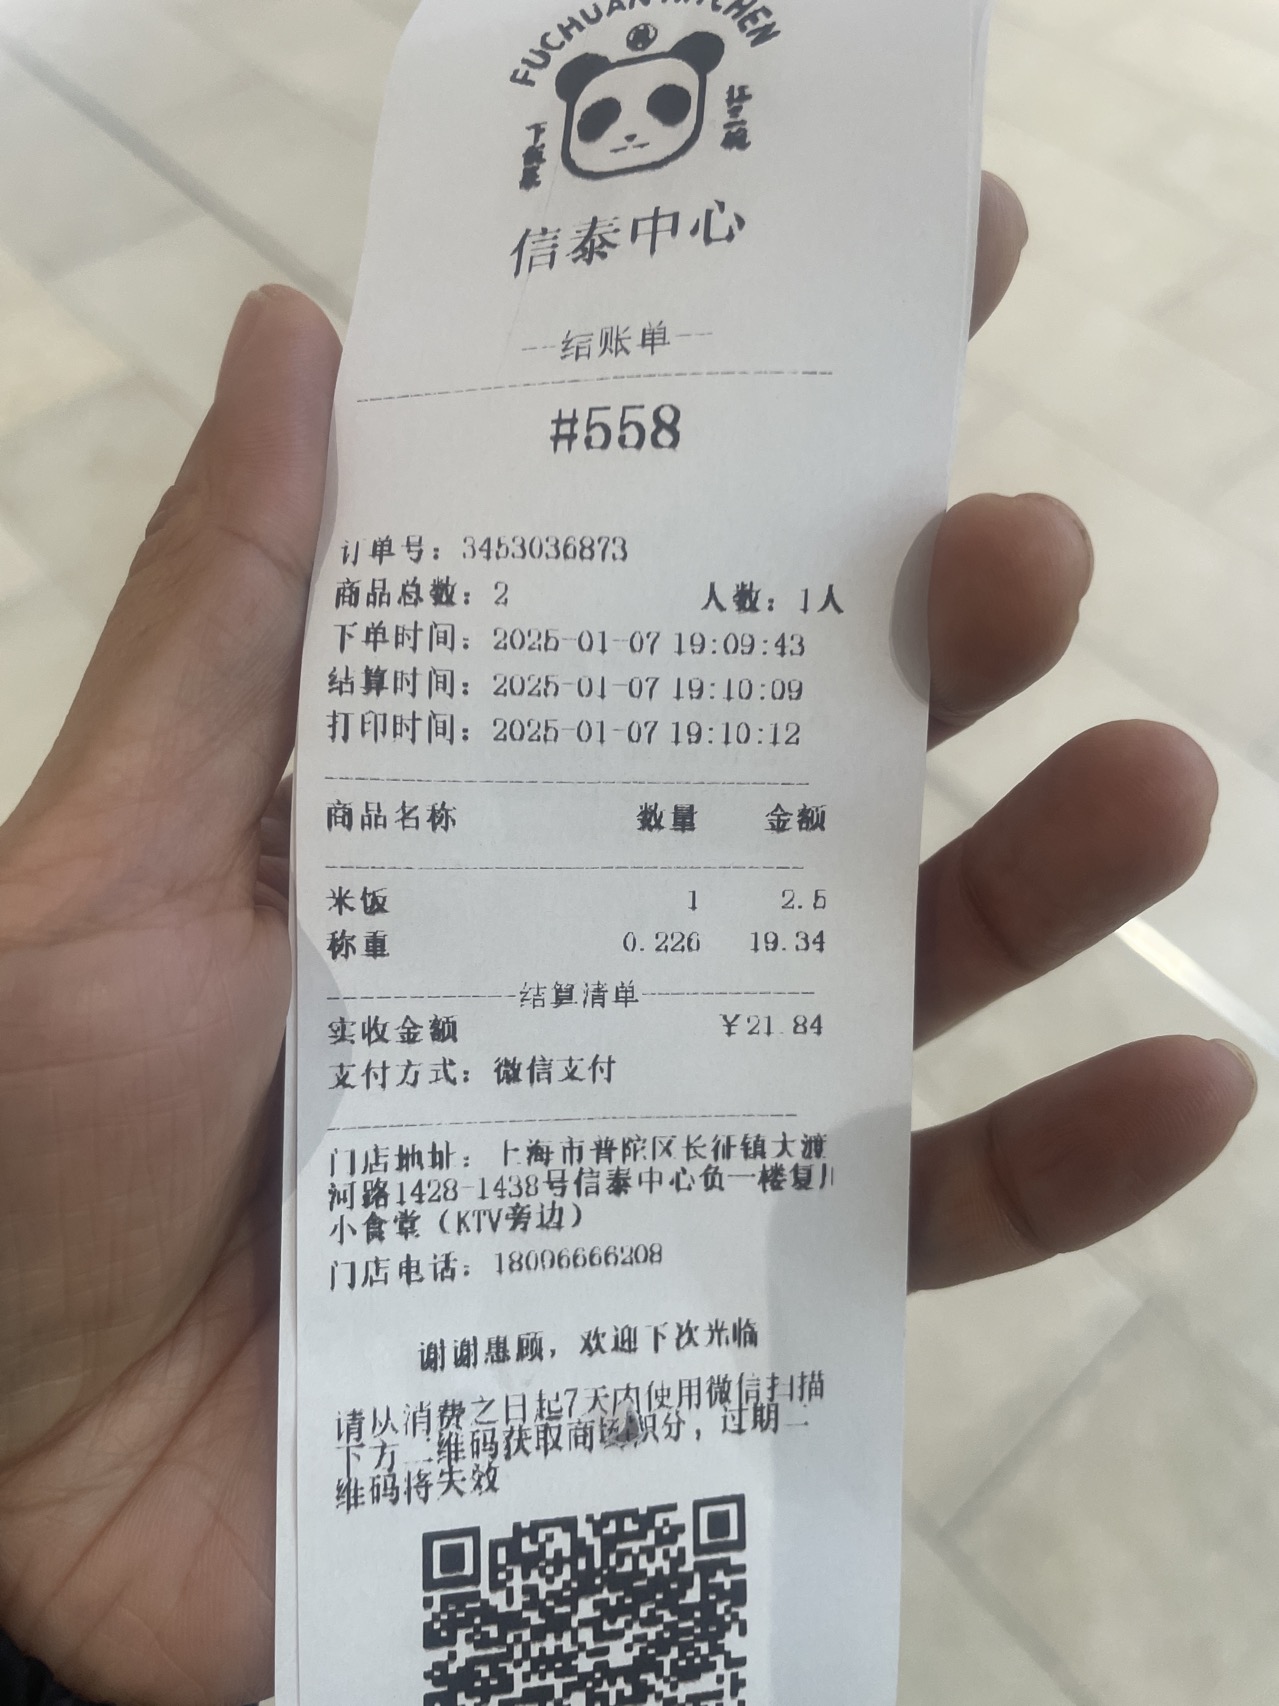 FUCHUAN KITCHEN
下饭菜
江湖菜
信泰中心
--结账单--
#558
订单号：3453036873
商品总数：2 人数：1人
下单时间：2025-01-07 19:09:43
结算时间：2025-01-07 19:10:09
打印时间：2025-01-07 19:10:12
商品名称 数量 金额
米饭 1 2.5
称重 0.226 19.34
结算清单
实收金额 ￥21.84
支付方式：微信支付
门店地址：上海市普陀区长征镇大渡
河路1428-1438号信泰中心负一楼复川
小食堂（KTV旁边）
门店电话：18096666208
谢谢惠顾，欢迎下次光临
请以消费之日起7天内使用微信扫描
下方二维码获取商场积分，过期二
维码将失效